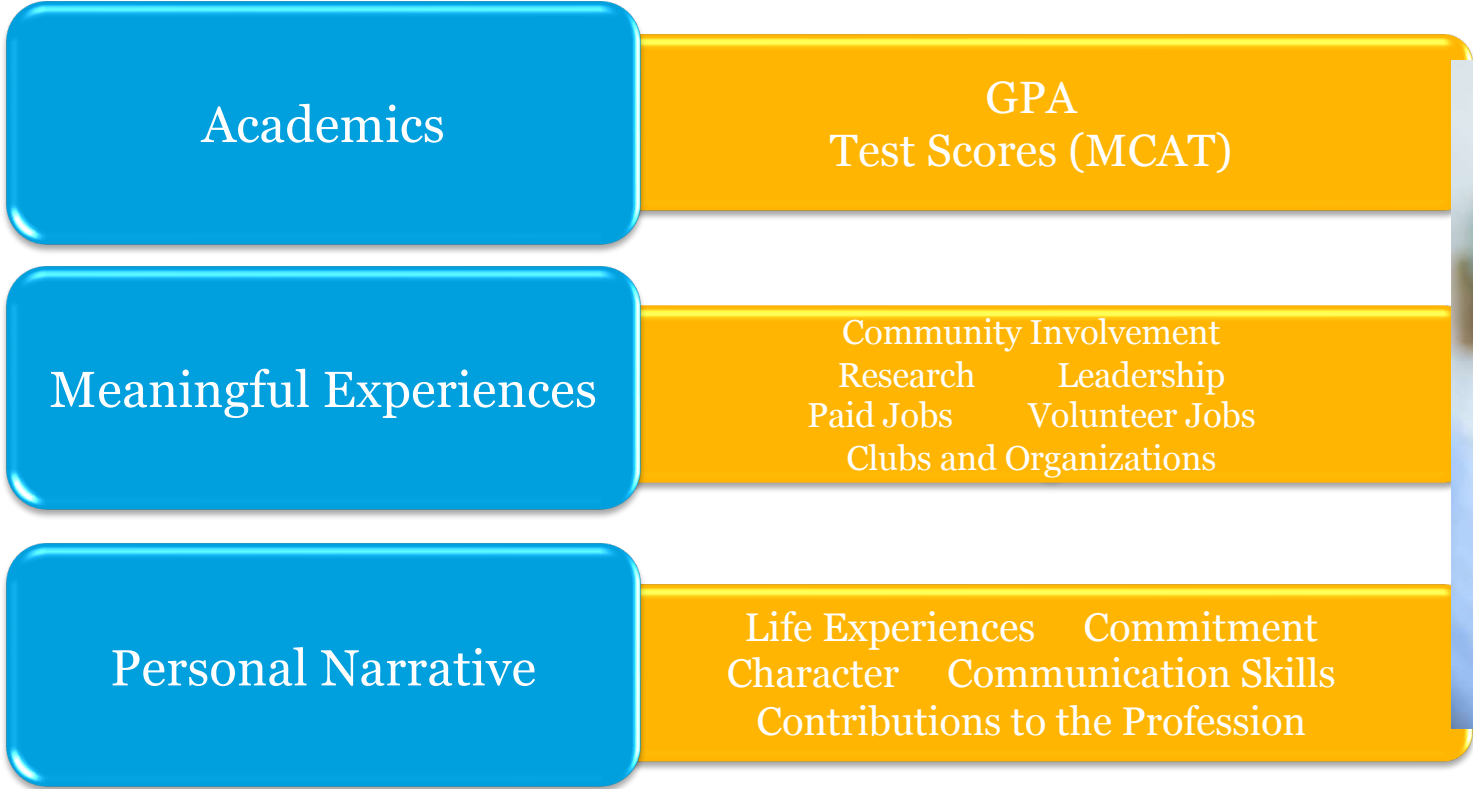 Academics
GPA
Test Scores (MCAT)
Meaningful Experiences
Community Involvement
Research Leadership
Paid Jobs Volunteer Jobs
Clubs and Organizations
Personal Narrative
Life Experiences Commitment
Character Communication Skills
Contributions to the Profession